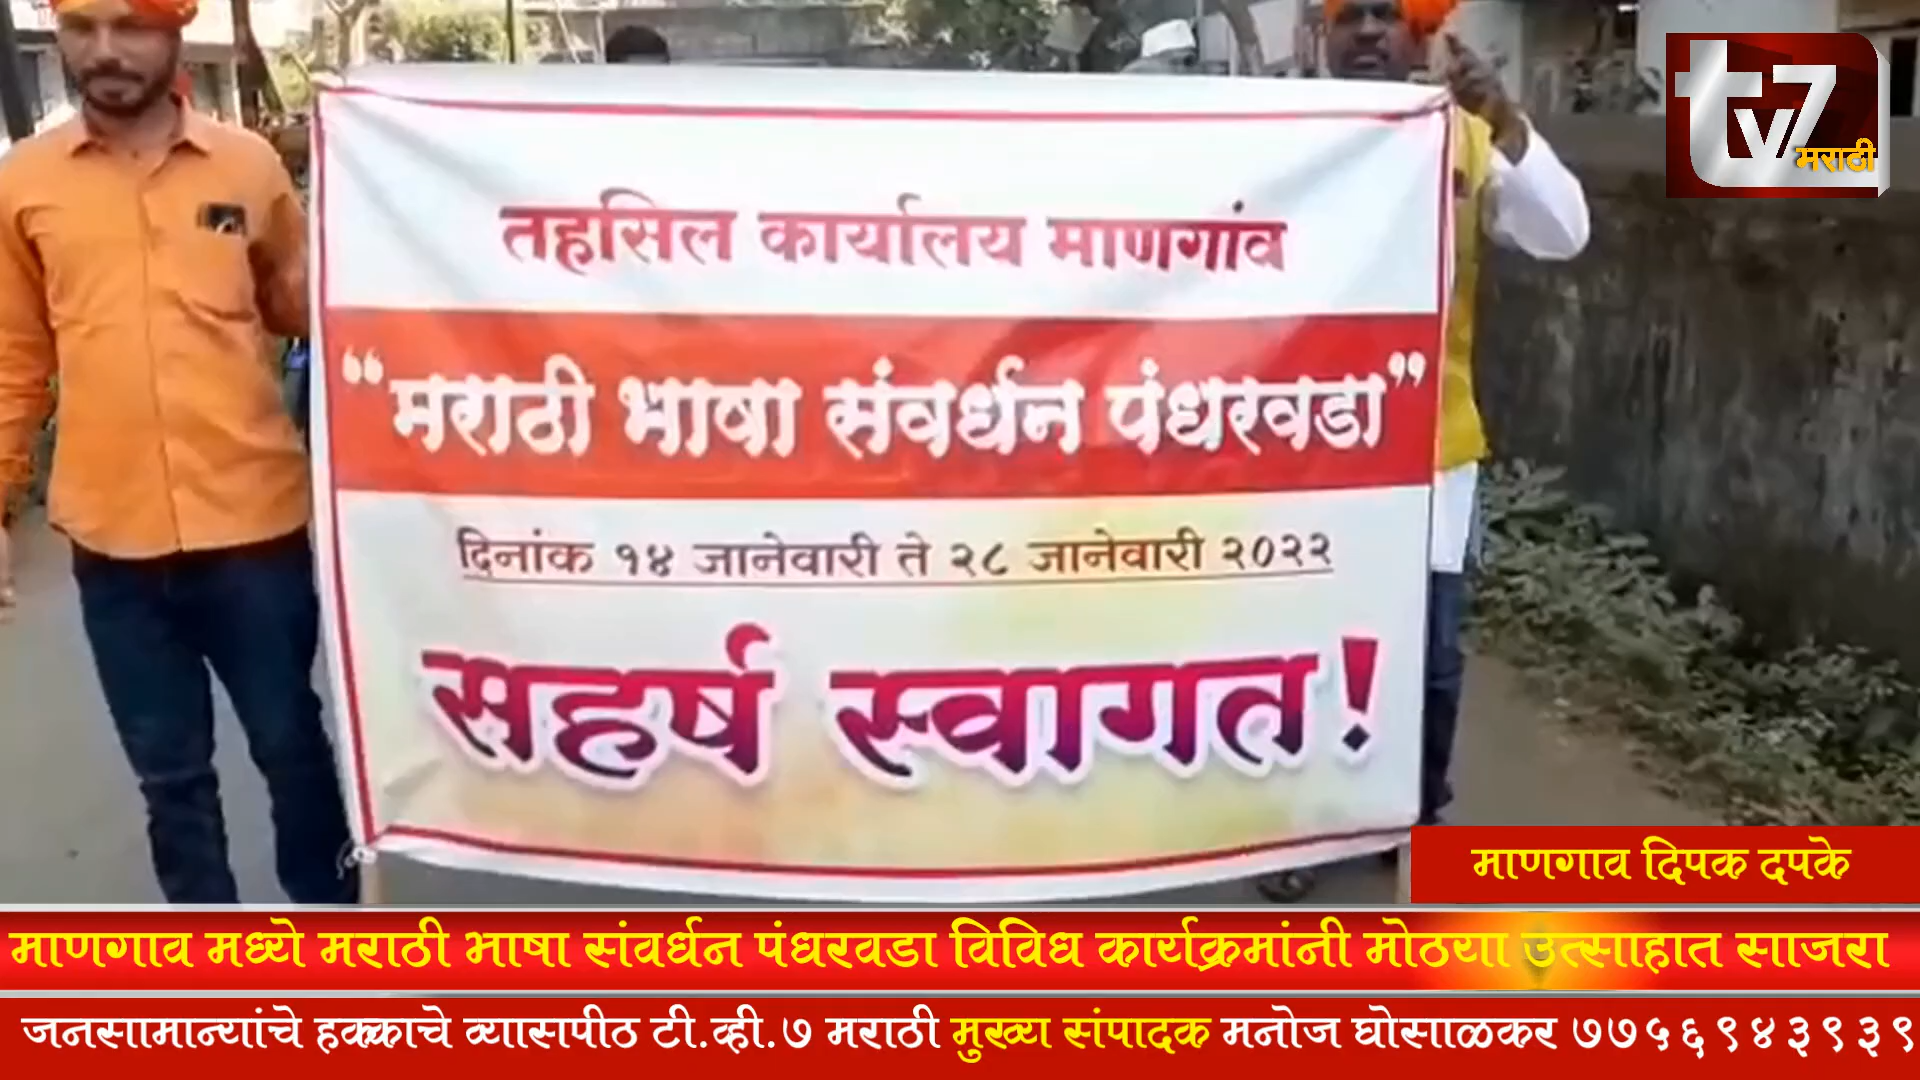 tv7
मराठी
तहसिल कार्यालय माणगांव
“मराठी भाषा संवर्धन पंधरवडा”
दिनांक १४ जानेवारी ते २८ जानेवारी २०२२
सहर्ष स्वागत!
माणगाव दिपक दपके
माणगाव मध्ये मराठी भाषा संवर्धन पंधरवडा विविध कार्यक्रमांनी मोठया उत्साहात साजरा
जनसामान्यांचे हक्काचे व्यासपीठ टी.व्ही.७ मराठी मुख्य संपादक मनोज घोसाळकर ७७५६९४३९३९